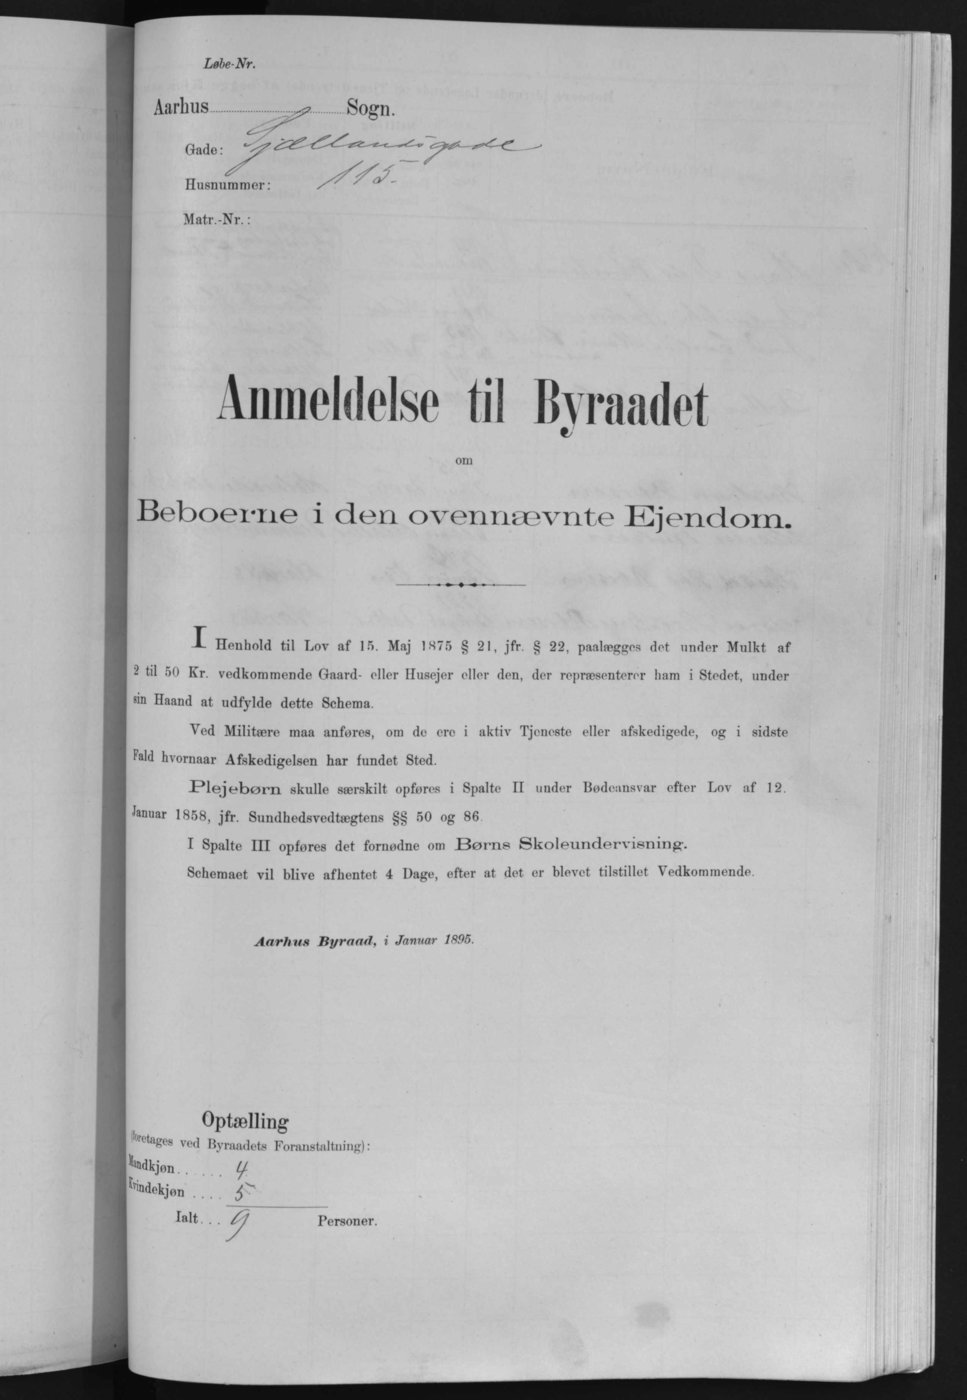 Løbe-Nr.
Aarhus Sogn.
Gade: Sjællandsgade
Husnummer: 115.
Matr.-Nr.:
Anmeldelse til Byraadet
om
Beboerne i den ovennævnte Ejendom.
I Henhold til Lov af 15. Maj 1875 § 21, jfr. § 22, paalægges det under Mulkt af
2 til 50 Kr. vedkommende Gaard- eller Husejer eller den, der repræsenterer ham i Stedet, under
sin Haand at udfylde dette Schema.
Ved Militære maa anføres, om de ere i aktiv Tjeneste eller afskedigede, og i sidste
Fald hvornaar Afskedigelsen har fundet Sted.
Plejebørn skulle særskilt opføres i Spalte II under Bødeansvar efter Lov af 12.
Januar 1858, jfr. Sundhedsvedtægtens §§ 50 og 86.
I Spalte III opføres det fornødne om Børns Skoleundervisning.
Schemaet vil blive afhentet 4 Dage, efter at det er blevet tilstillet Vedkommende.
Aarhus Byraad, i Januar 1895.
Optælling
(foretages ved Byraadets Foranstaltning):
Mandkjøn...... 4
Kvindekjøn .... 5
Ialt... 9 Personer.